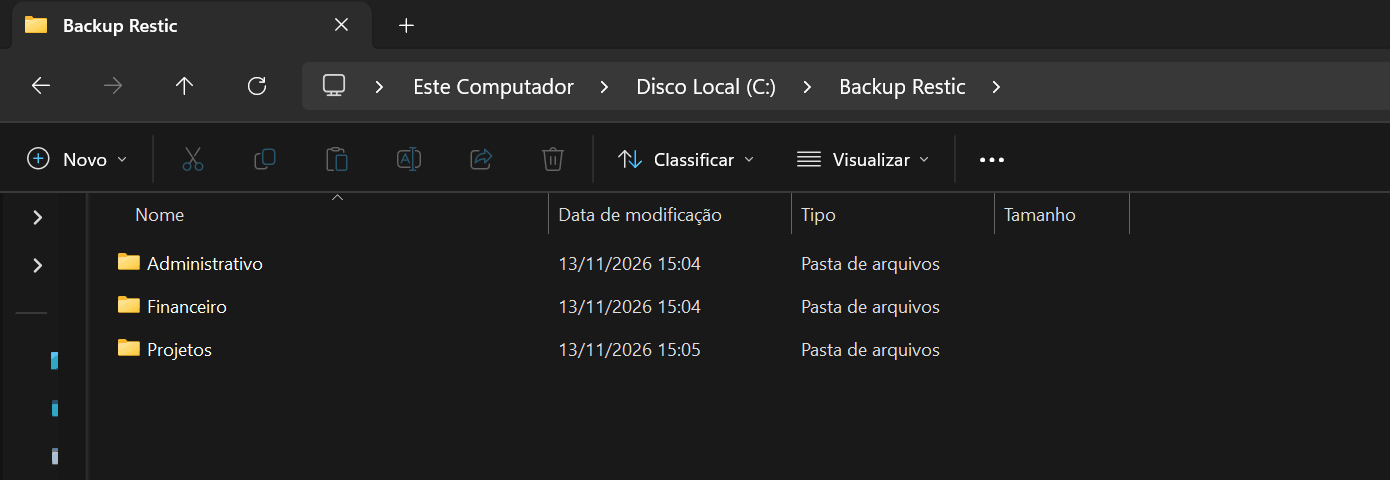 Backup Restic
Este Computador > Disco Local (C:) > Backup Restic >
Novo Classificar Visualizar
Nome Data de modificação Tipo Tamanho
Administrativo 13/11/2026 15:04 Pasta de arquivos
Financeiro 13/11/2026 15:04 Pasta de arquivos
Projetos 13/11/2026 15:05 Pasta de arquivos